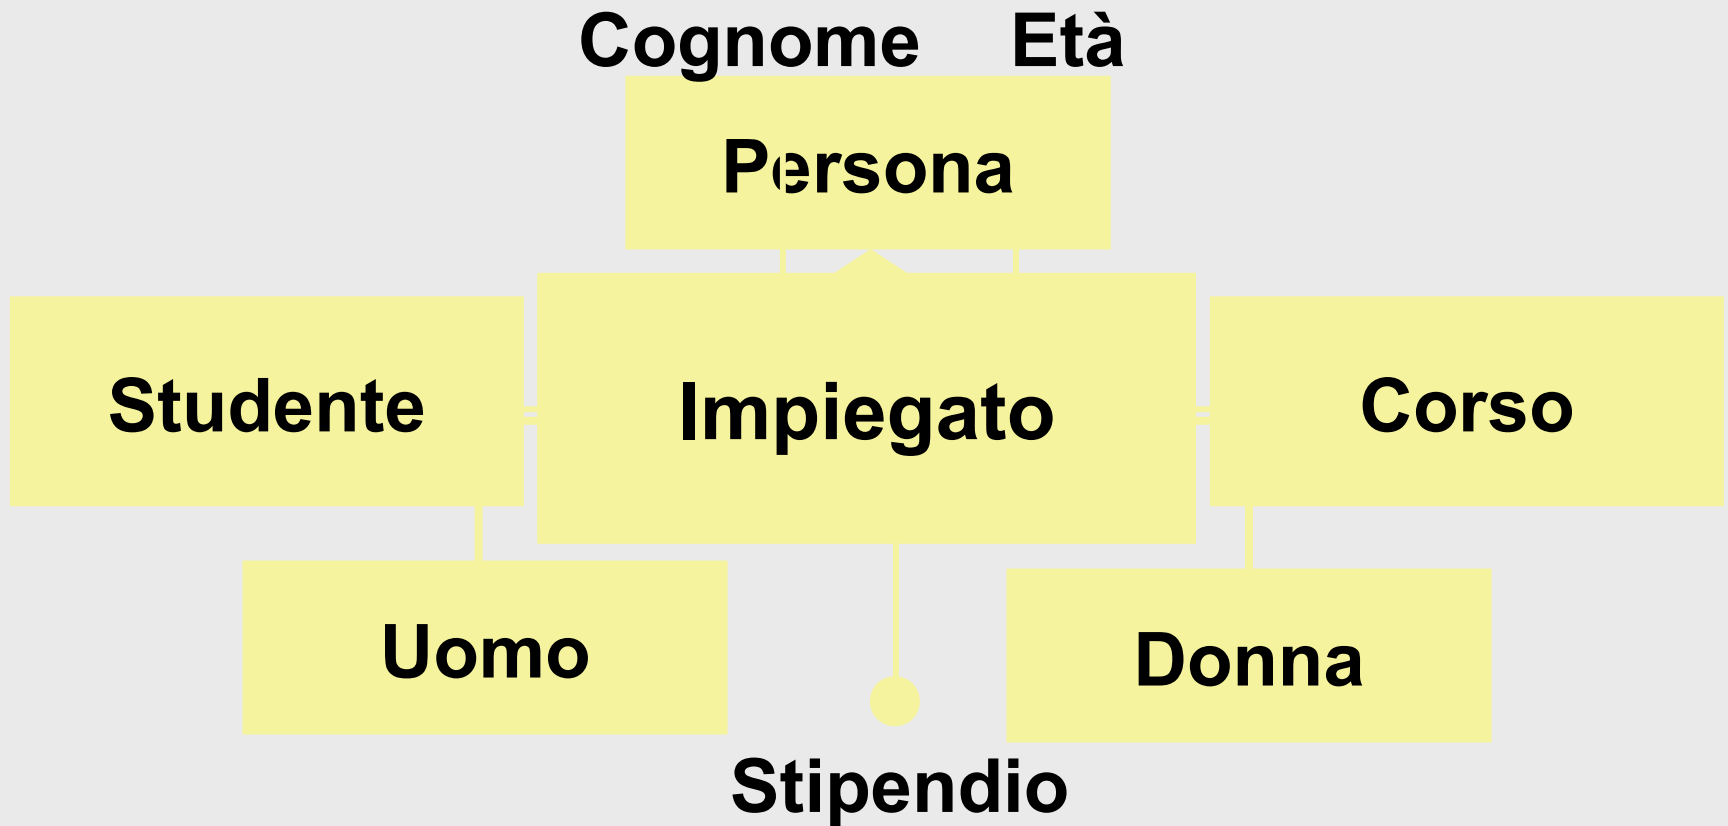 Cognome Età
Persona
Studente Impiegato Corso
Uomo Donna
Stipendio